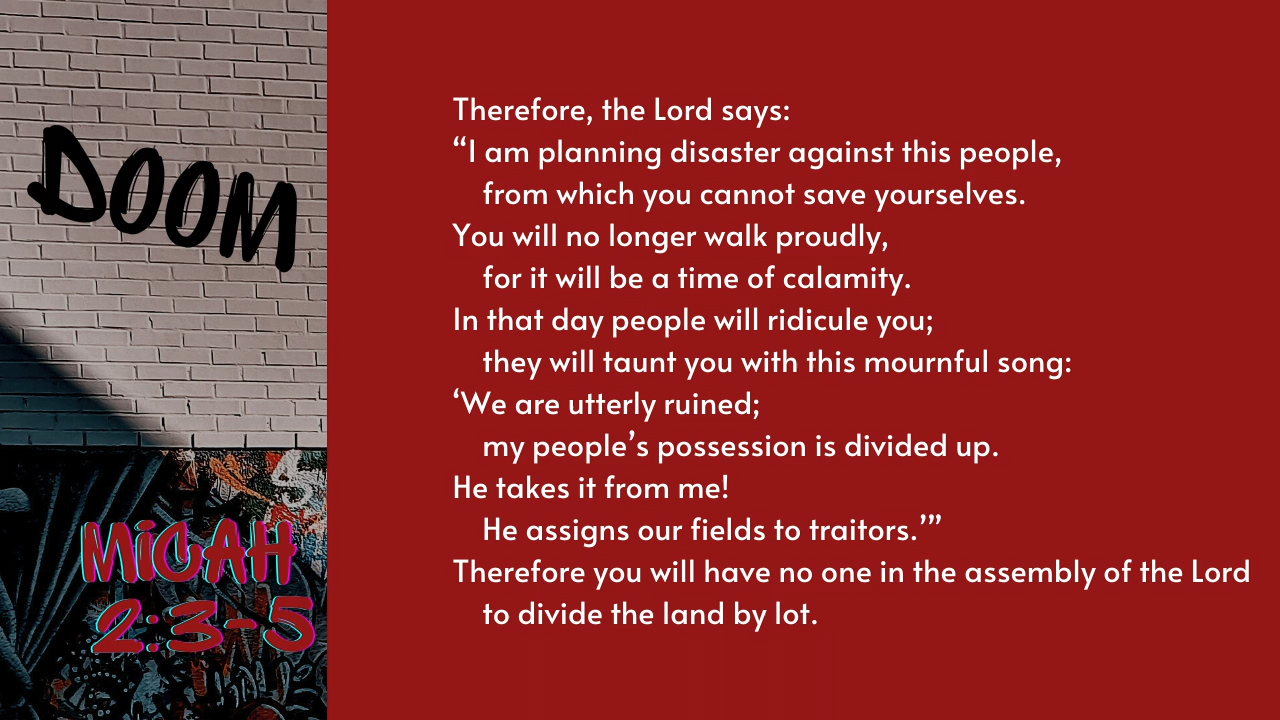 DOOM
MiCAH
2:3-5
Therefore, the Lord says:
“I am planning disaster against this people,
from which you cannot save yourselves.
You will no longer walk proudly,
for it will be a time of calamity.
In that day people will ridicule you;
they will taunt you with this mournful song:
‘We are utterly ruined;
my people’s possession is divided up.
He takes it from me!
He assigns our fields to traitors.’”
Therefore you will have no one in the assembly of the Lord
to divide the land by lot.